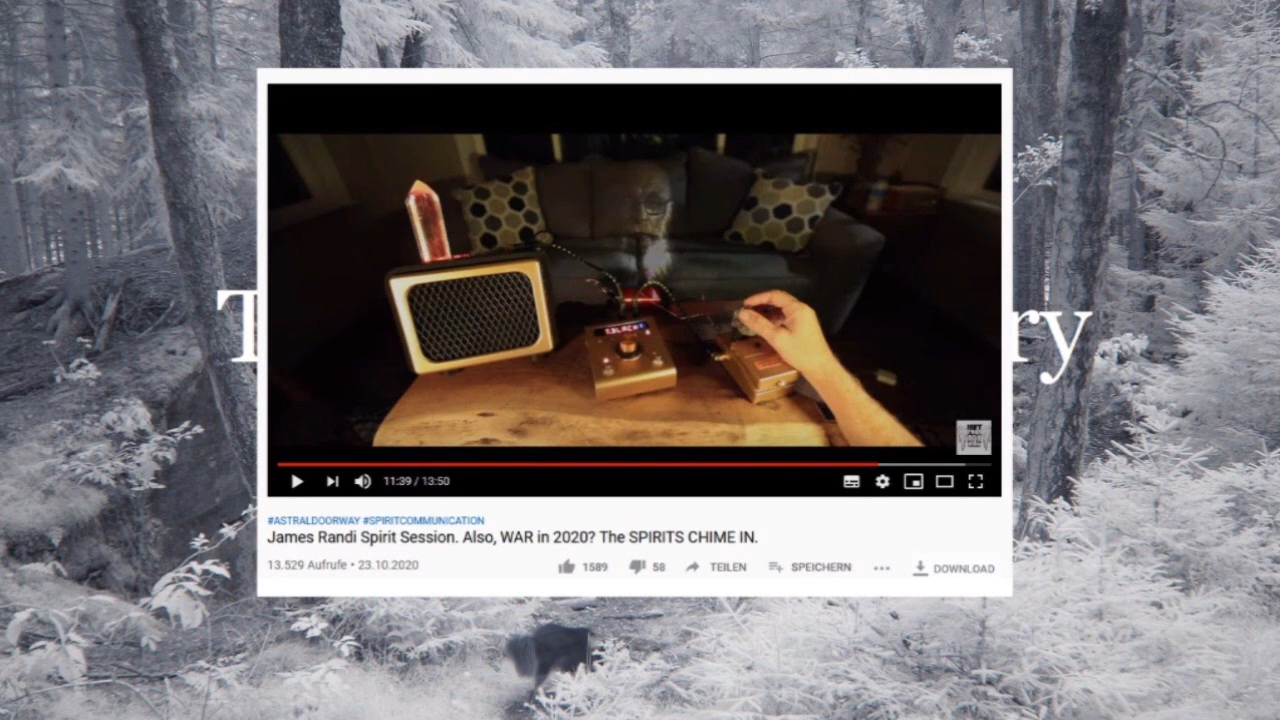 T
ry
11:39 / 13:50
#ASTRALDOORWAY #SPIRITCOMMUNICATION
James Randi Spirit Session. Also, WAR in 2020? The SPIRITS CHIME IN.
13.529 Aufrufe • 23.10.2020
1589
58
TEILEN
SPEICHERN
DOWNLOAD